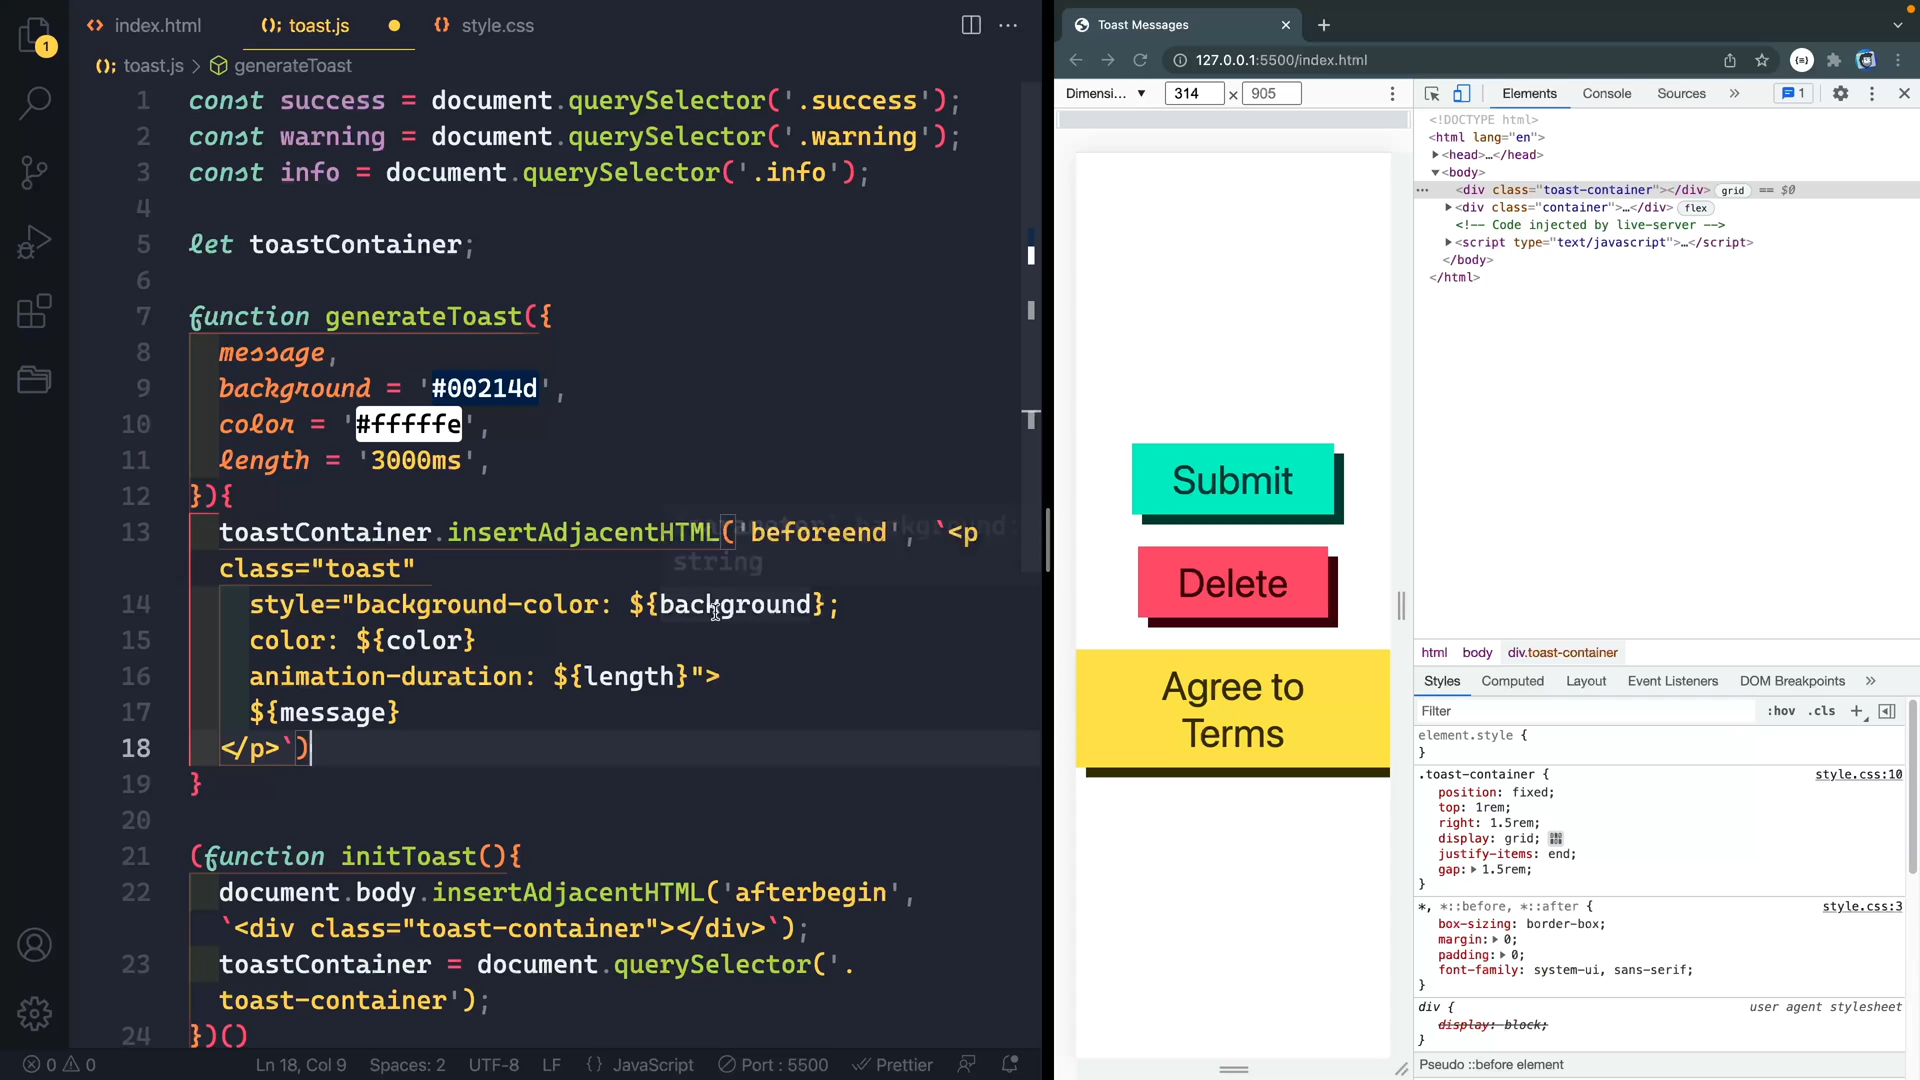 1
index.html
toast.js
style.css
toast.js > generateToast
1 const success = document.querySelector('.success');
2 const warning = document.querySelector('.warning');
3 const info = document.querySelector('.info');
4
5 let toastContainer;
6
7 function generateToast({
8 message,
9 background = '#00214d',
10 color = '#fffffe',
11 length = '3000ms',
12 }){
13 toastContainer.insertAdjacentHTML('beforeend', `<p
class="toast"
string
14 style="background-color: ${background};
15 color: ${color}
16 animation-duration: ${length}">
17 ${message}
18 </p>`)
19 }
20
21 (function initToast(){
22 document.body.insertAdjacentHTML('afterbegin',
`<div class="toast-container"></div>`);
23 toastContainer = document.querySelector('.
toast-container');
24 })()
0 0 Ln 18, Col 9 Spaces: 2 UTF-8 LF {} JavaScript Port : 5500 Prettier
Toast Messages
127.0.0.1:5500/index.html
Dimensi... 314 x 905
Submit
Delete
Agree to
Terms
Elements Console Sources 1
<!DOCTYPE html>
<html lang="en">
<head>…</head>
<body>
<div class="toast-container"></div> grid == $0
<div class="container">…</div> flex
<!-- Code injected by live-server -->
<script type="text/javascript">…</script>
</body>
</html>
html body div.toast-container
Styles Computed Layout Event Listeners DOM Breakpoints
Filter :hov .cls
element.style {
}
.toast-container { style.css:10
position: fixed;
top: 1rem;
right: 1.5rem;
display: grid;
justify-items: end;
gap: 1.5rem;
}
*, *::before, *::after { style.css:3
box-sizing: border-box;
margin: 0;
padding: 0;
font-family: system-ui, sans-serif;
}
div { user agent stylesheet
display: block;
}
Pseudo ::before element